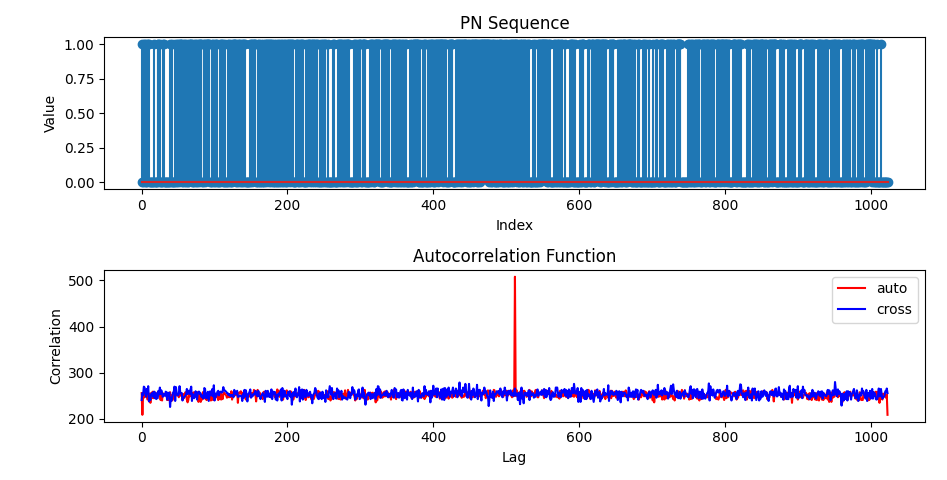 PN Sequence
1.00
0.75
0.50
0.25
0.00
Value
0 200 400 600 800 1000
Index
Autocorrelation Function
500
400
300
200
Correlation
auto
cross
0 200 400 600 800 1000
Lag